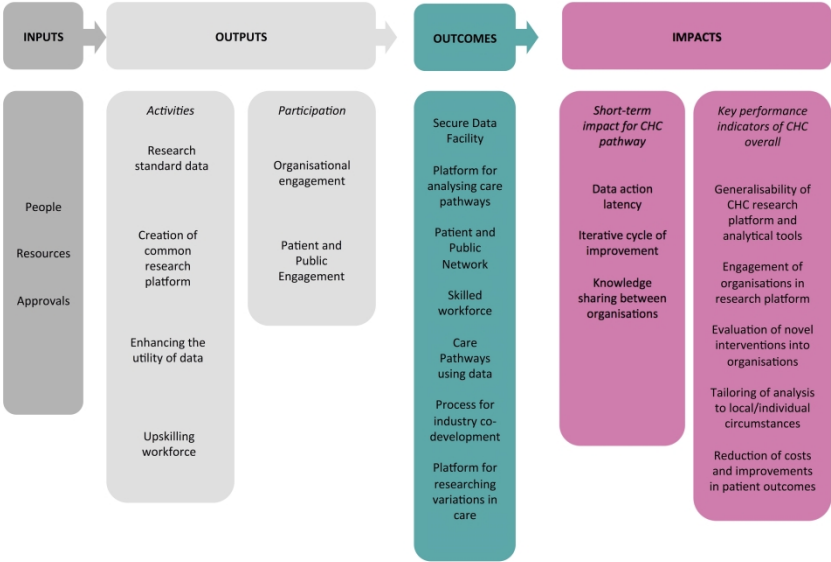 INPUTS
OUTPUTS
OUTCOMES
IMPACTS
People
Resources
Approvals
Activities
Research
standard data
Creation of
common
research
platform
Enhancing the
utility of data
Upskilling
workforce
Participation
Organisational
engagement
Patient and
Public
Engagement
Secure Data
Facility
Platform for
analysing care
pathways
Patient and
Public
Network
Skilled
workforce
Care
Pathways
using data
Process for
industry co-
development
Platform for
researching
variations in
care
Short-term
impact for CHC
pathway
Data action
latency
Iterative cycle of
improvement
Knowledge
sharing between
organisations
Key performance
indicators of CHC
overall
Generalisability of
CHC research
platform and
analytical tools
Engagement of
organisations in
research platform
Evaluation of novel
interventions into
organisations
Tailoring of analysis
to local/individual
circumstances
Reduction of costs
and improvements
in patient outcomes